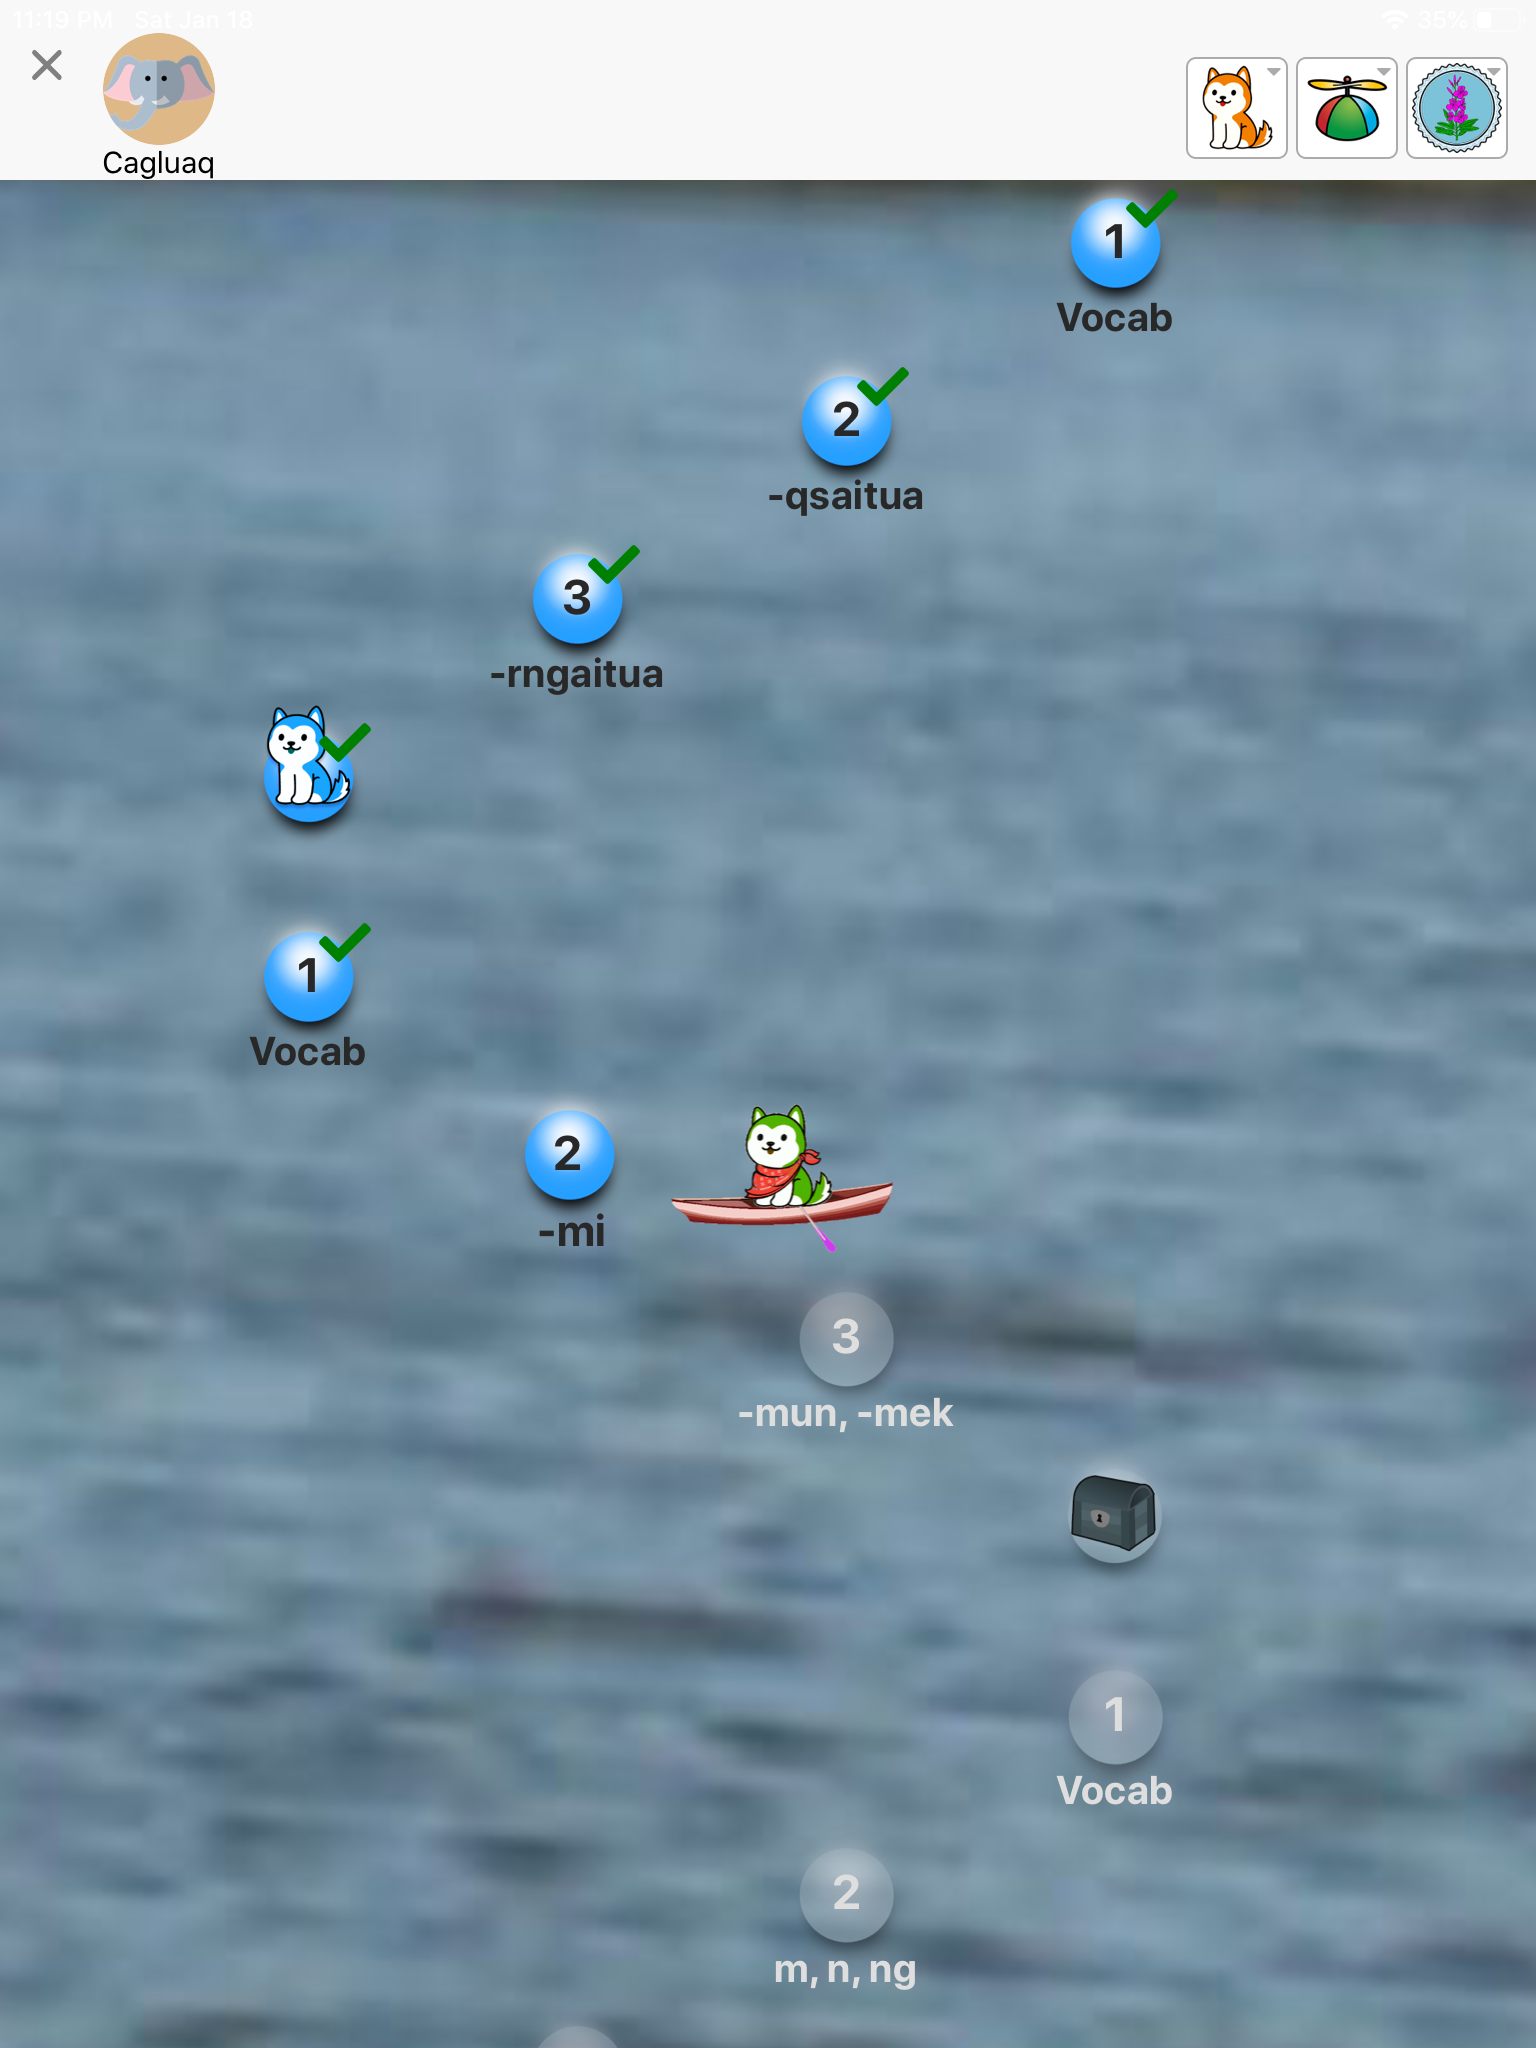 11:19 PM Sat Jan 18
35%
Cagluaq
1
Vocab
2
-qsaitua
3
-rngaitua
1
Vocab
2
-mi
3
-mun, -mek
1
Vocab
2
m, n, ng